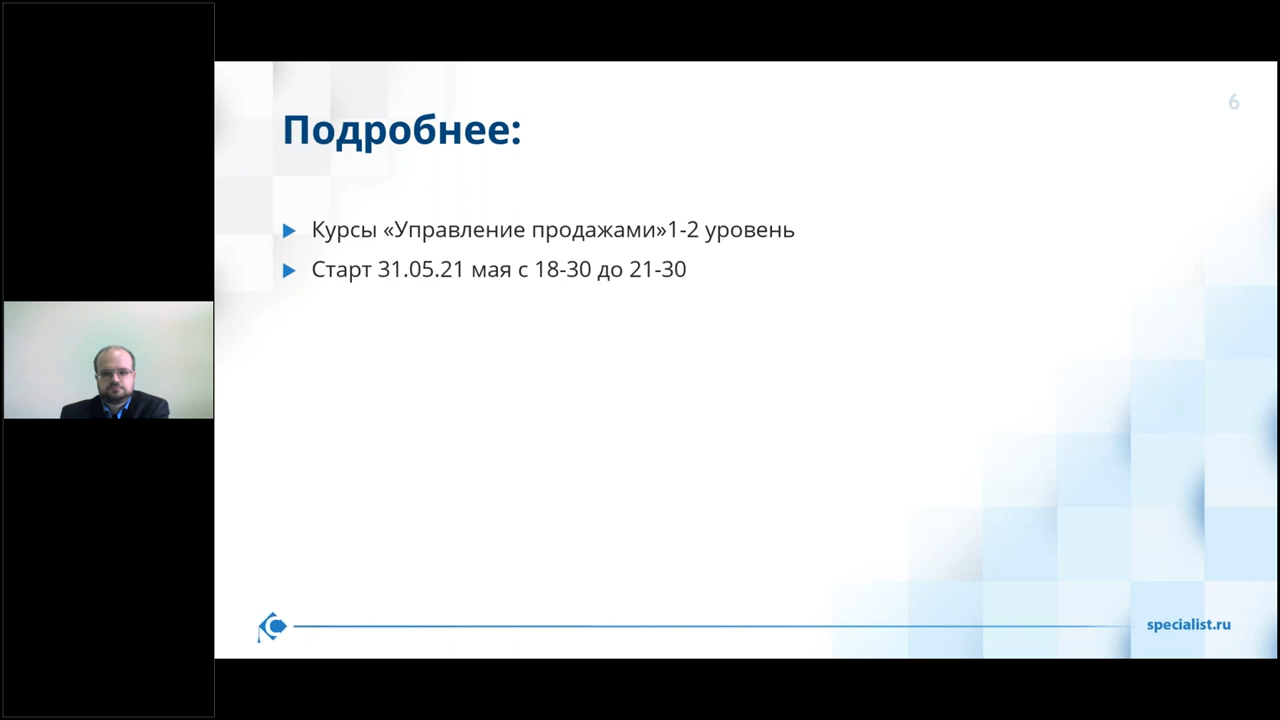 6
Подробнее:
Курсы «Управление продажами»1-2 уровень
Старт 31.05.21 мая с 18-30 до 21-30
specialist.ru